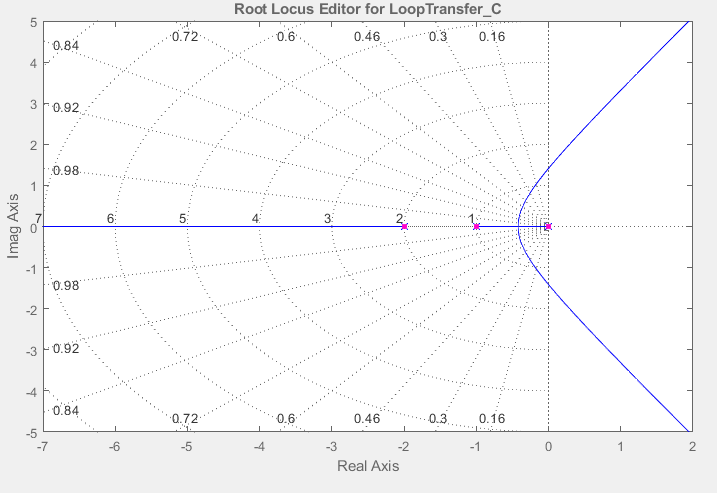 Root Locus Editor for LoopTransfer_C
5
0.84 0.72 0.6 0.46 0.3 0.16
4
3
0.92
2
0.98
1
7 6 5 4 3 2 1
0
-1
0.98
-2
0.92
-3
-4
0.84 0.72 0.6 0.46 0.3 0.16
-5
-7 -6 -5 -4 -3 -2 -1 0 1 2
Real Axis
Imag Axis